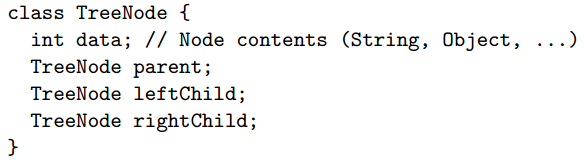 class TreeNode {
  int data; // Node contents (String, Object, ...)
  TreeNode parent;
  TreeNode leftChild;
  TreeNode rightChild;
}